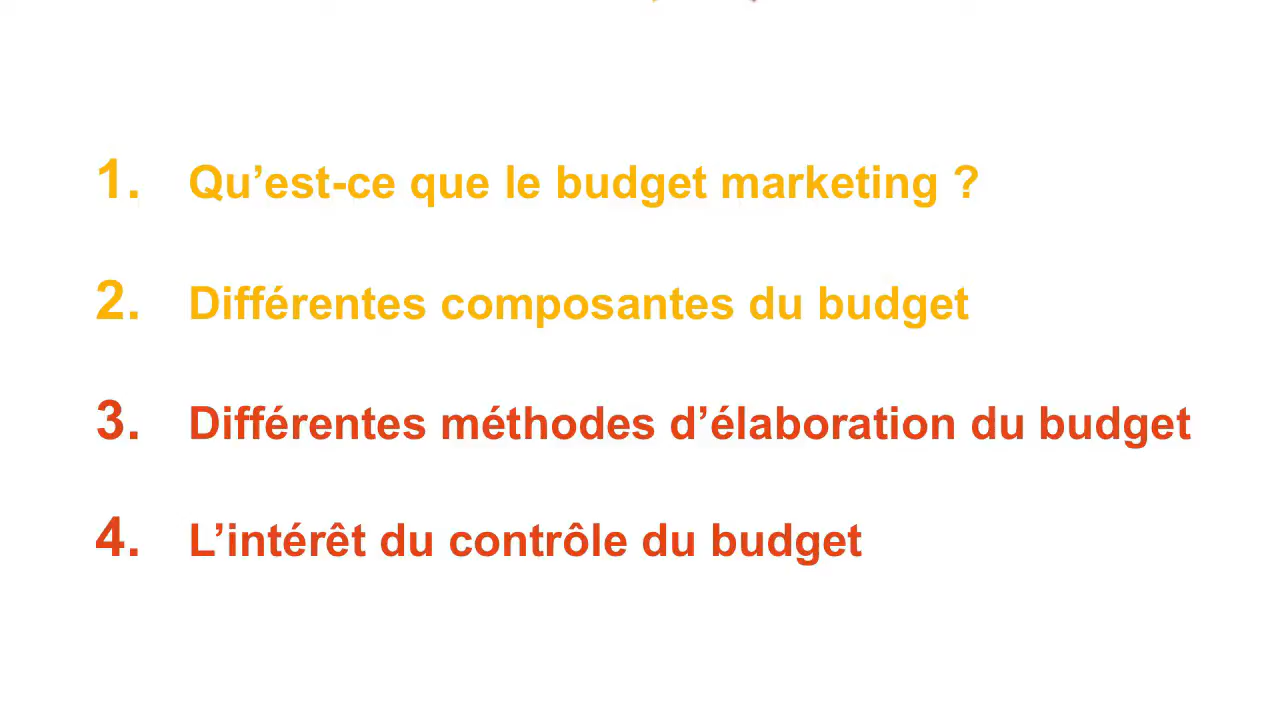 1. Qu’est-ce que le budget marketing ?
2. Différentes composantes du budget
3. Différentes méthodes d’élaboration du budget
4. L’intérêt du contrôle du budget